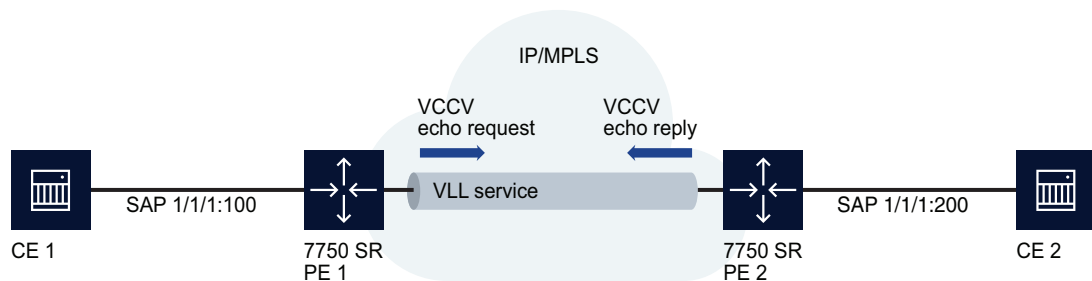 IP/MPLS
VCCV
echo request
VCCV
echo reply
VLL service
SAP 1/1/1:100
SAP 1/1/1:200
CE 1
7750 SR
PE 1
7750 SR
PE 2
CE 2